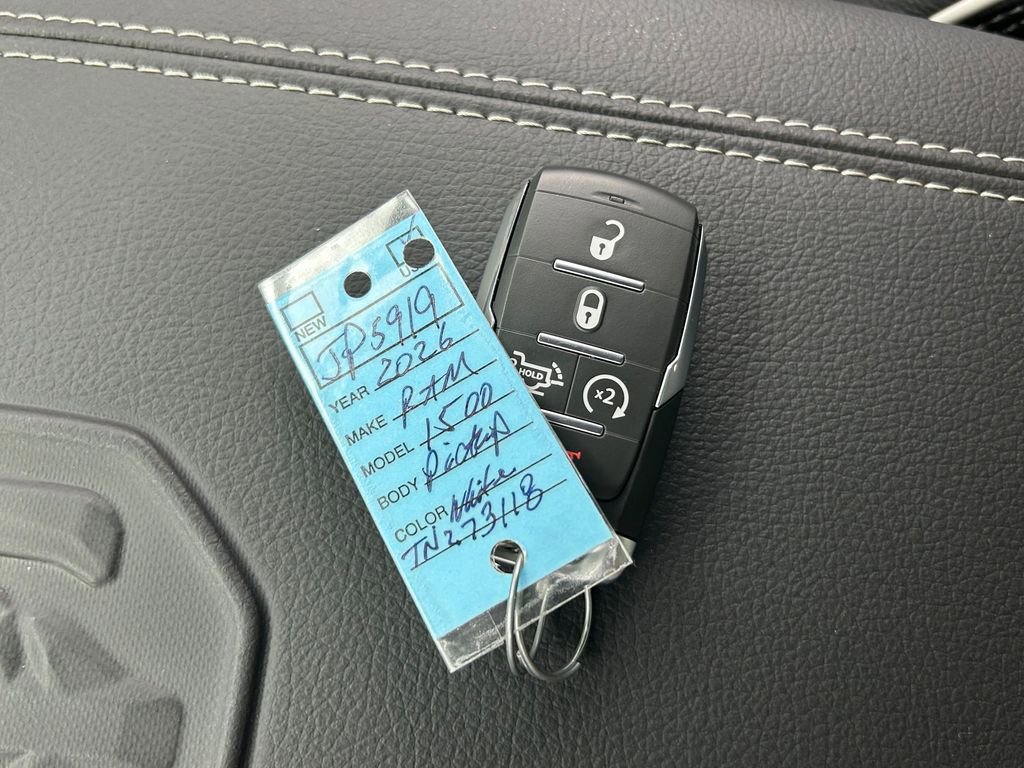 NEW
JP5919
YEAR 2026
MAKE RAM
MODEL 1500
BODY Pickup
COLOR White
TN273118
HOLD
x2